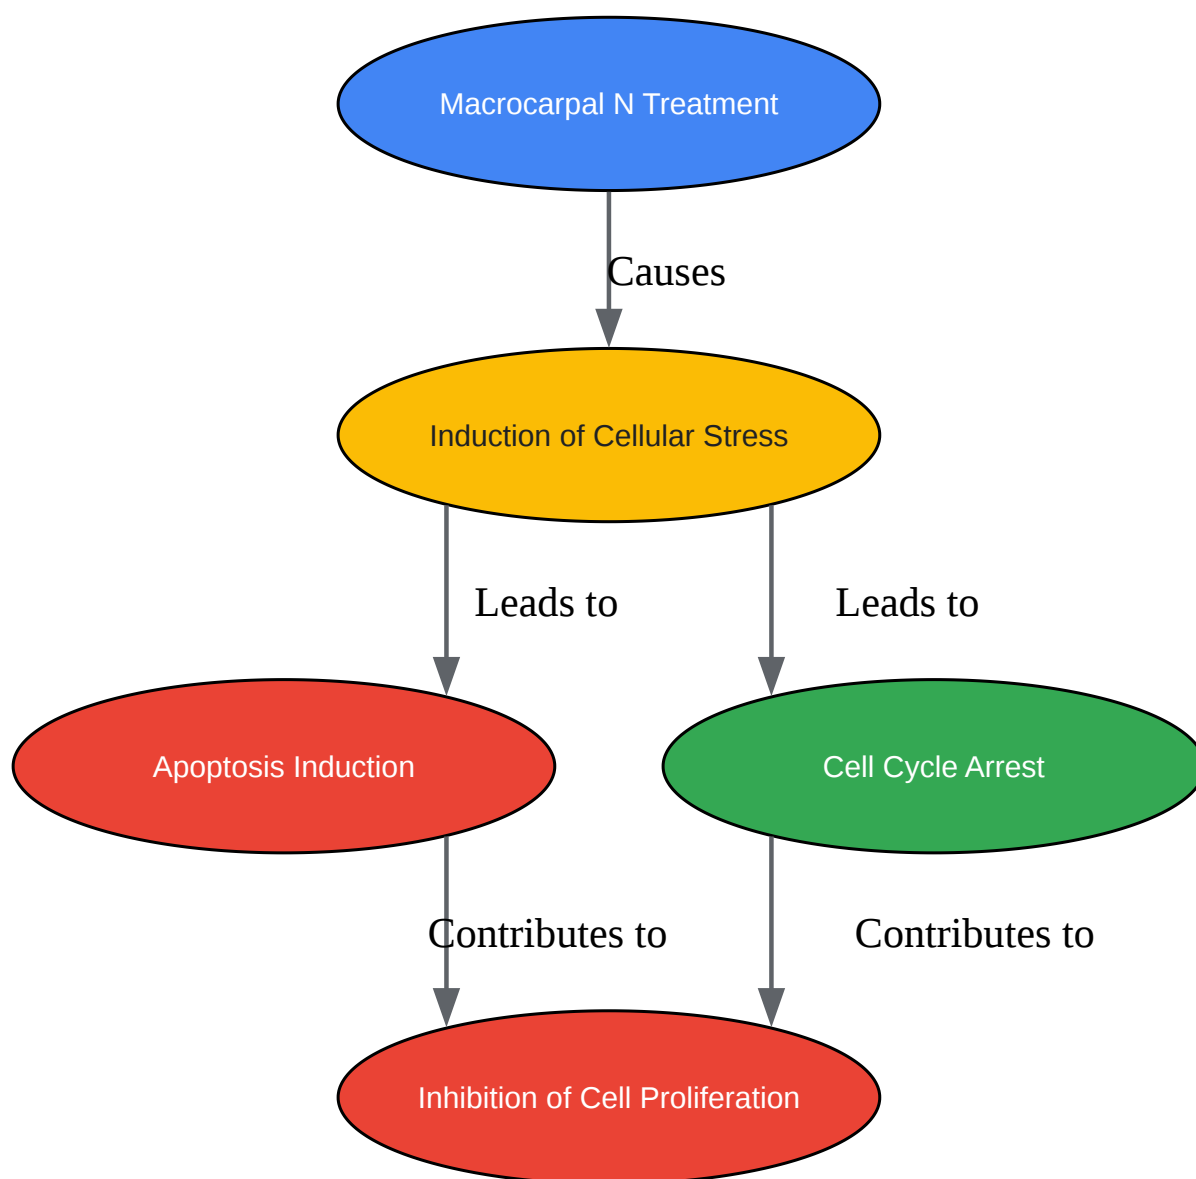 Macrocarpal N Treatment
Causes
Induction of Cellular Stress
Leads to
Leads to
Apoptosis Induction
Cell Cycle Arrest
Contributes to
Contributes to
Inhibition of Cell Proliferation